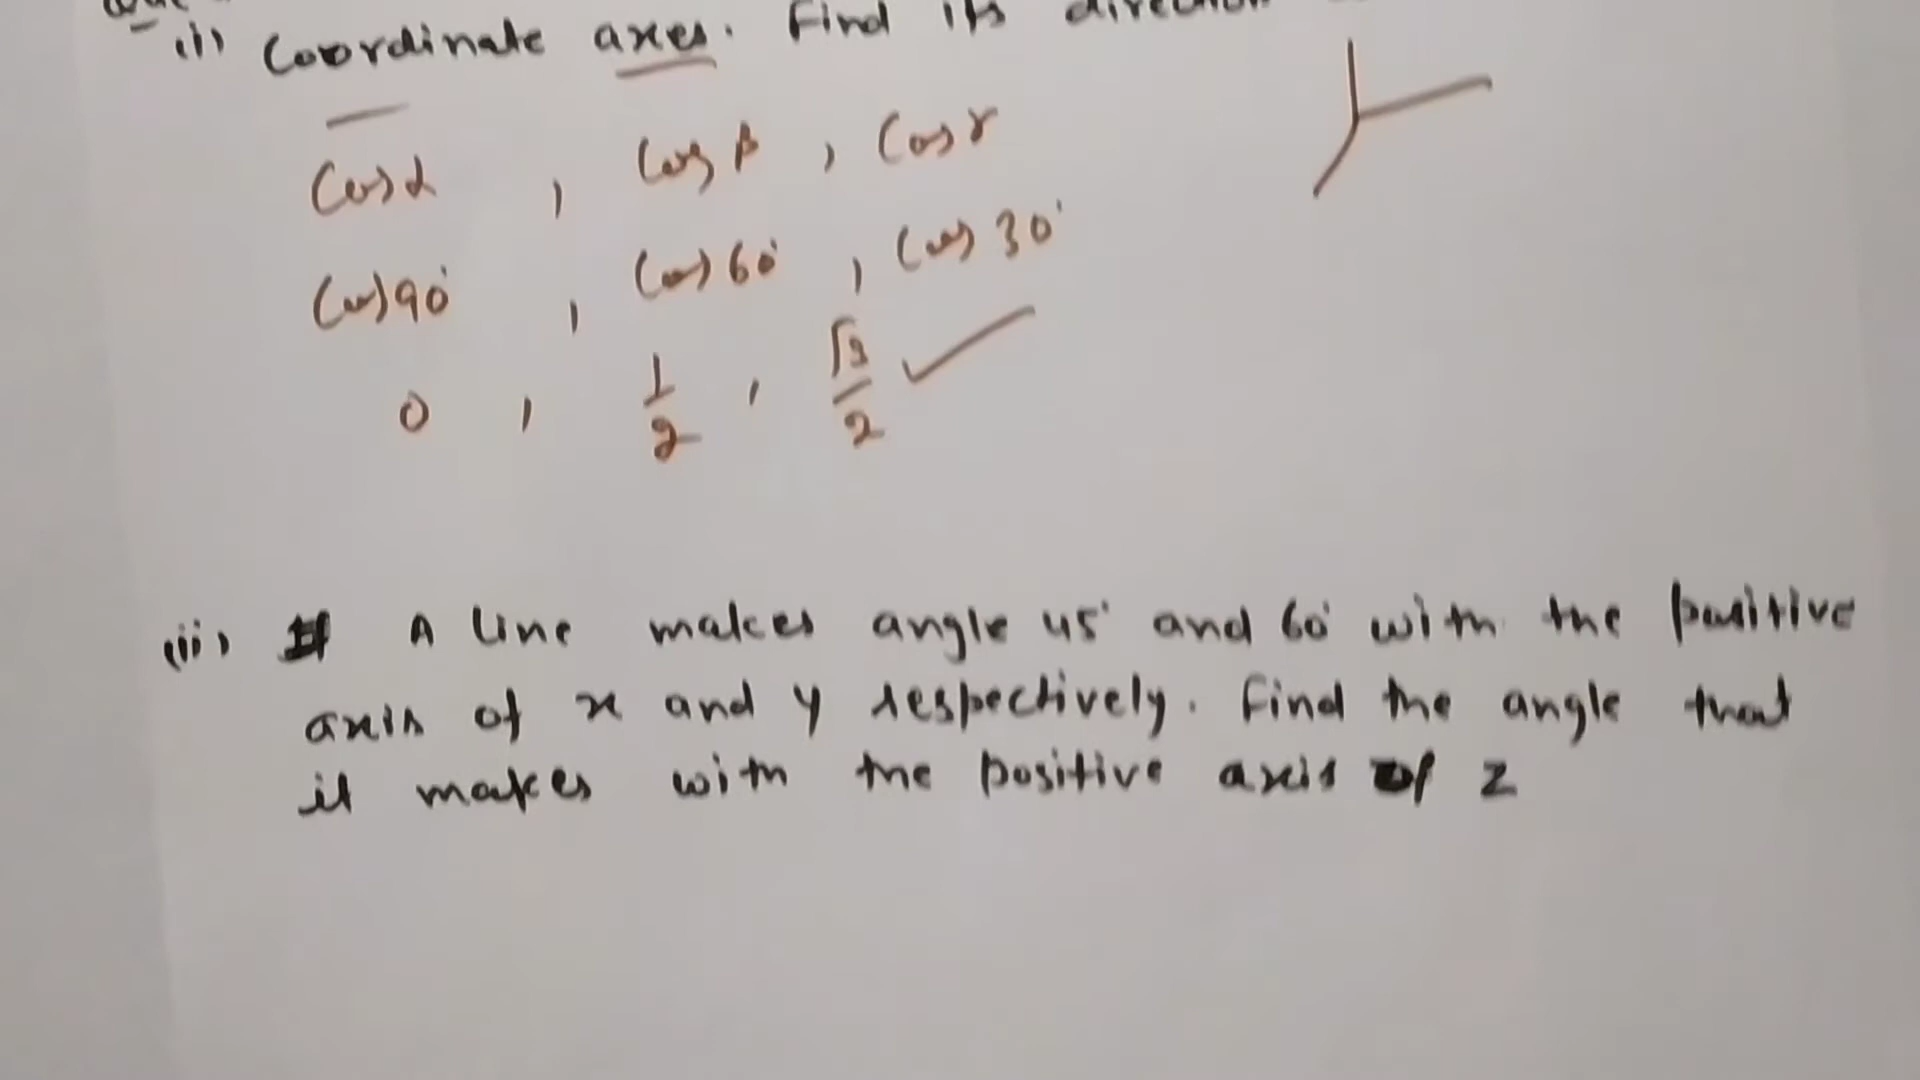 (i) Coordinate axes. Find its direction
Cos α , Cos β , Cos γ
Cos 90° , Cos 60° , Cos 30°
0 , 1/2 , √3/2 ✓
(ii) A line makes angle 45° and 60° with the positive
axis of x and y respectively. Find the angle that
it makes with the positive axis of z